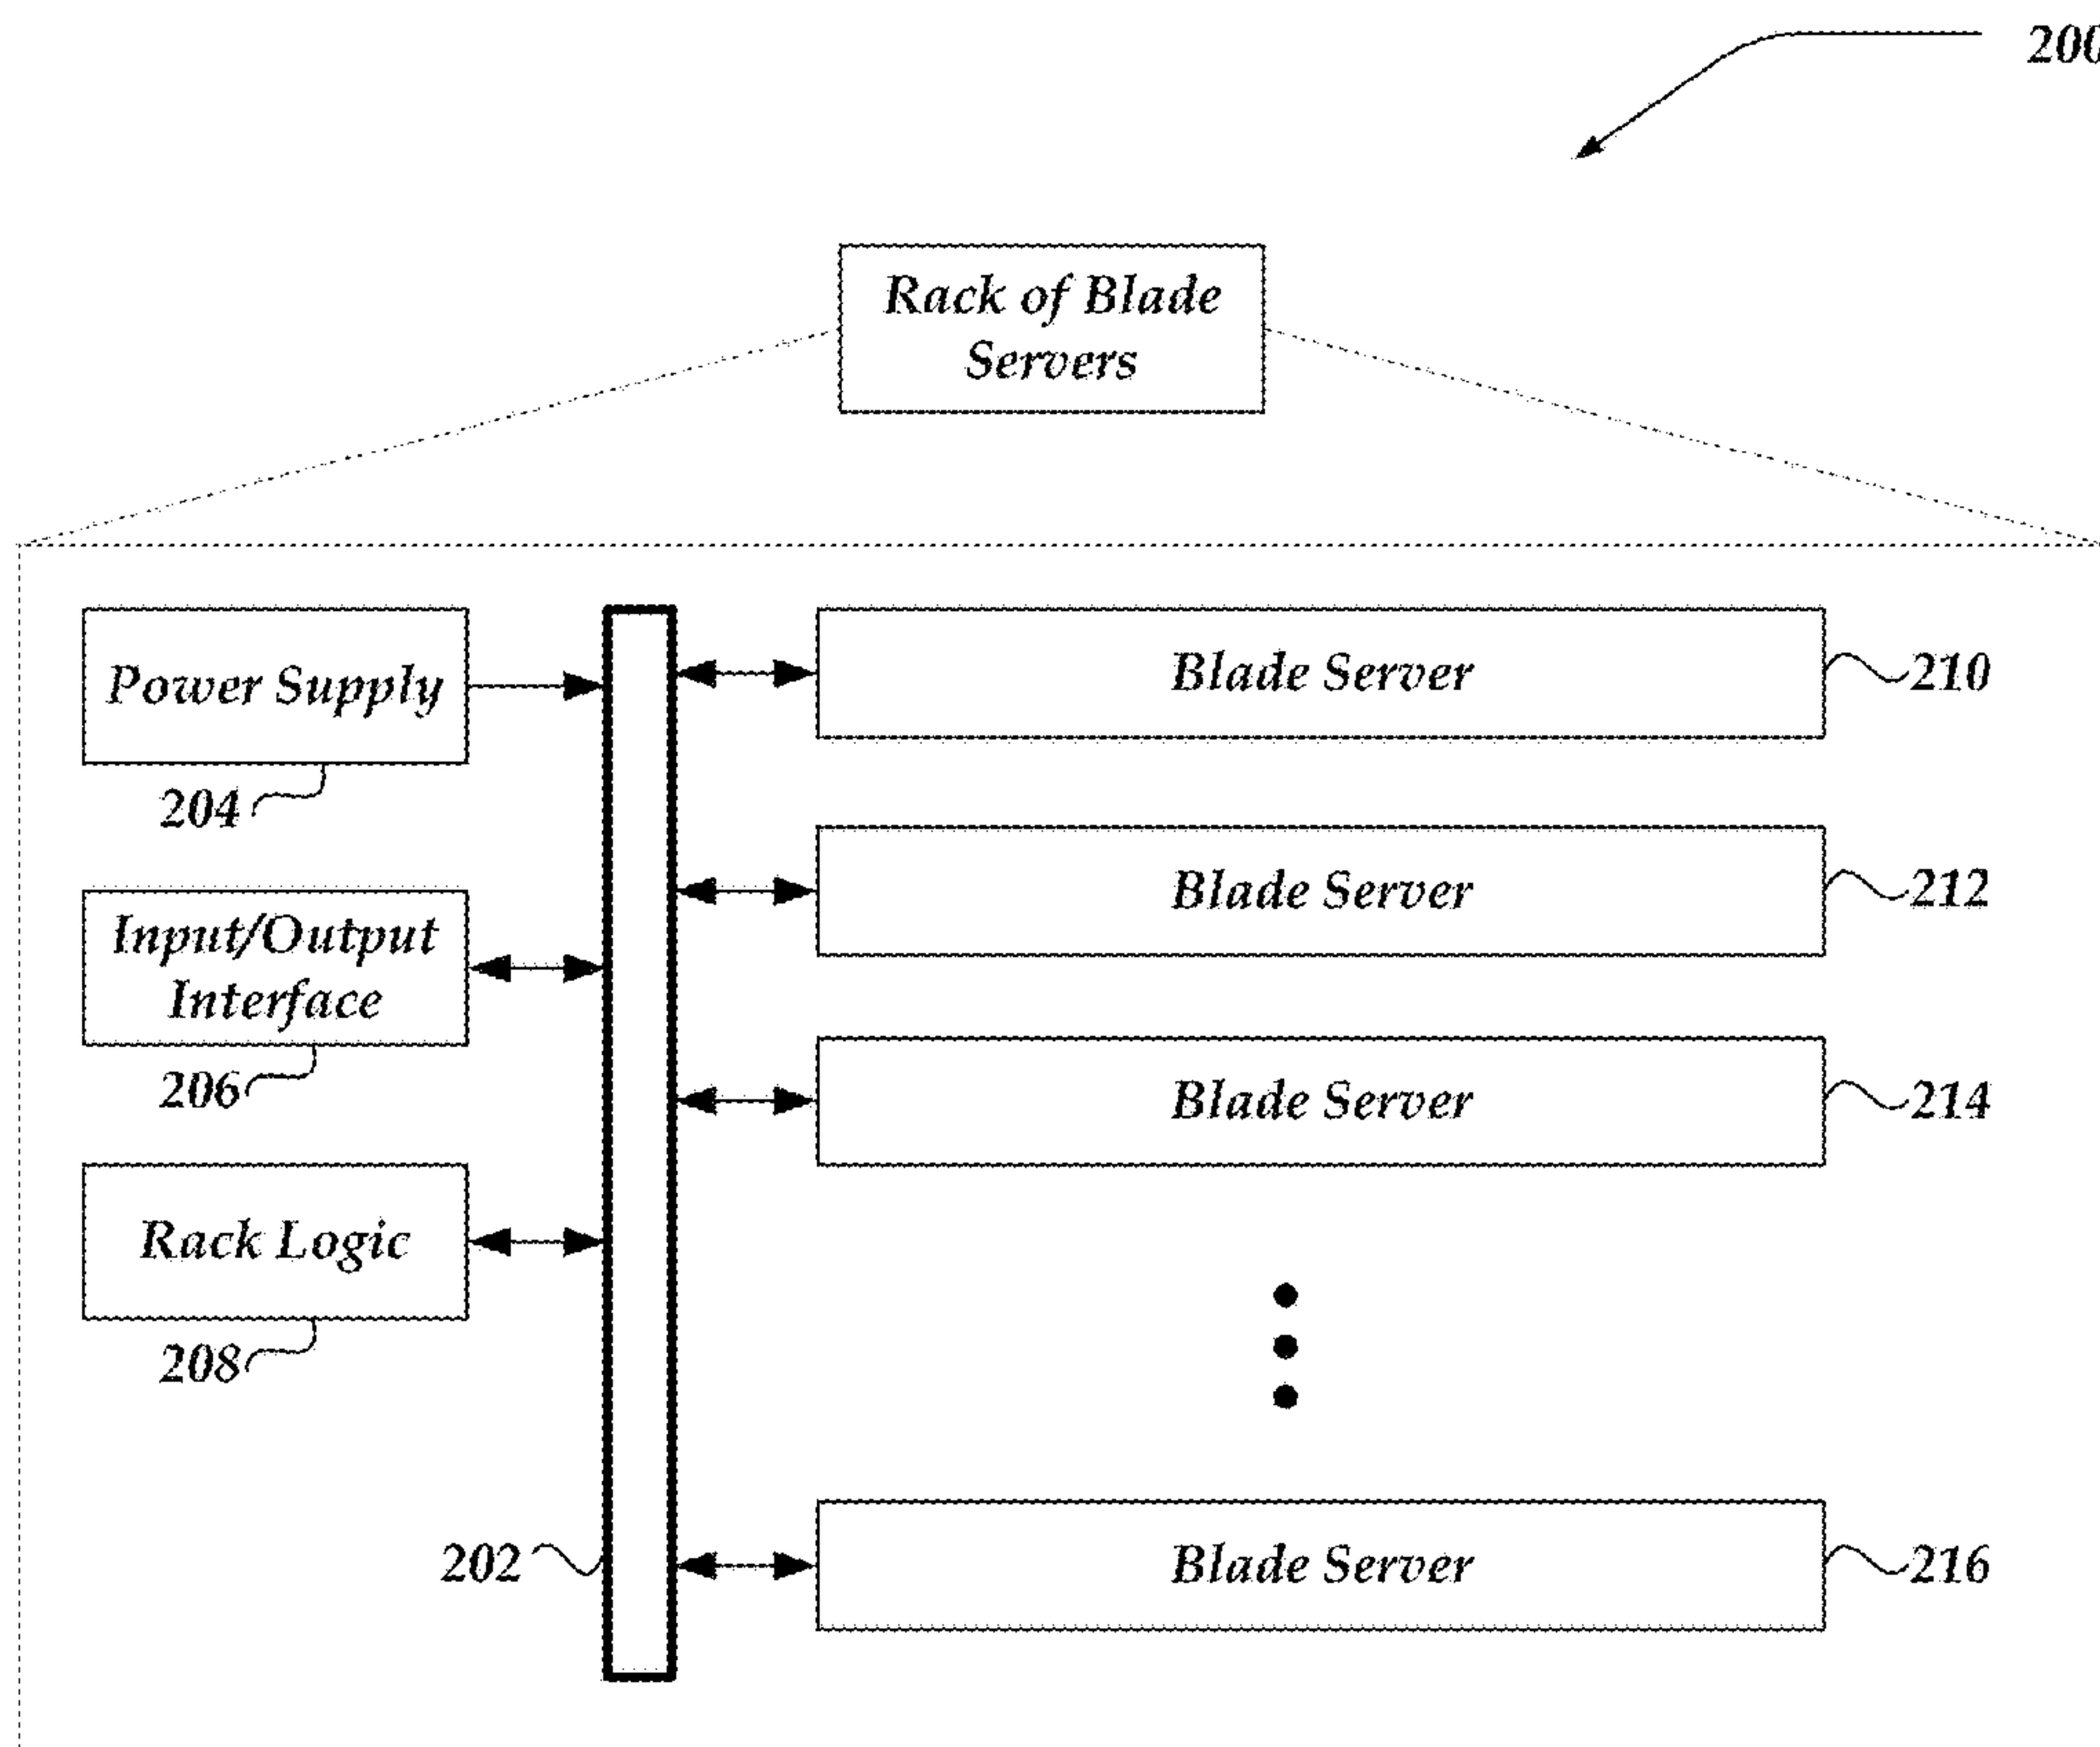 200
Rack of Blade
Servers
Power Supply
204
Input/Output
Interface
206
Rack Logic
208
202
Blade Server
210
Blade Server
212
Blade Server
214
Blade Server
216